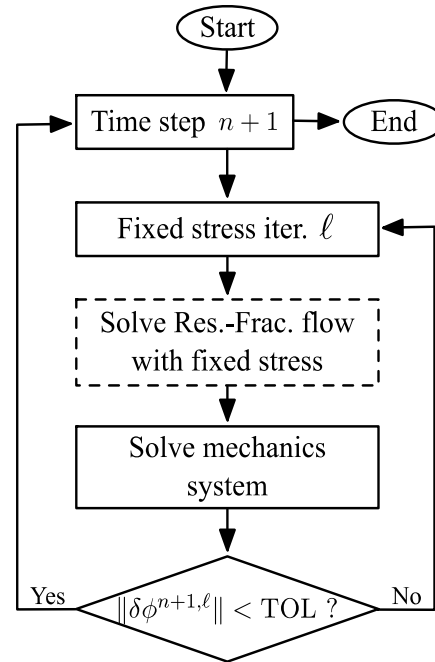 Start
Time step n + 1
End
Fixed stress iter. ℓ
Solve Res.-Frac. flow
with fixed stress
Solve mechanics
system
Yes
‖δϕⁿ⁺¹,ℓ‖ < TOL ?
No